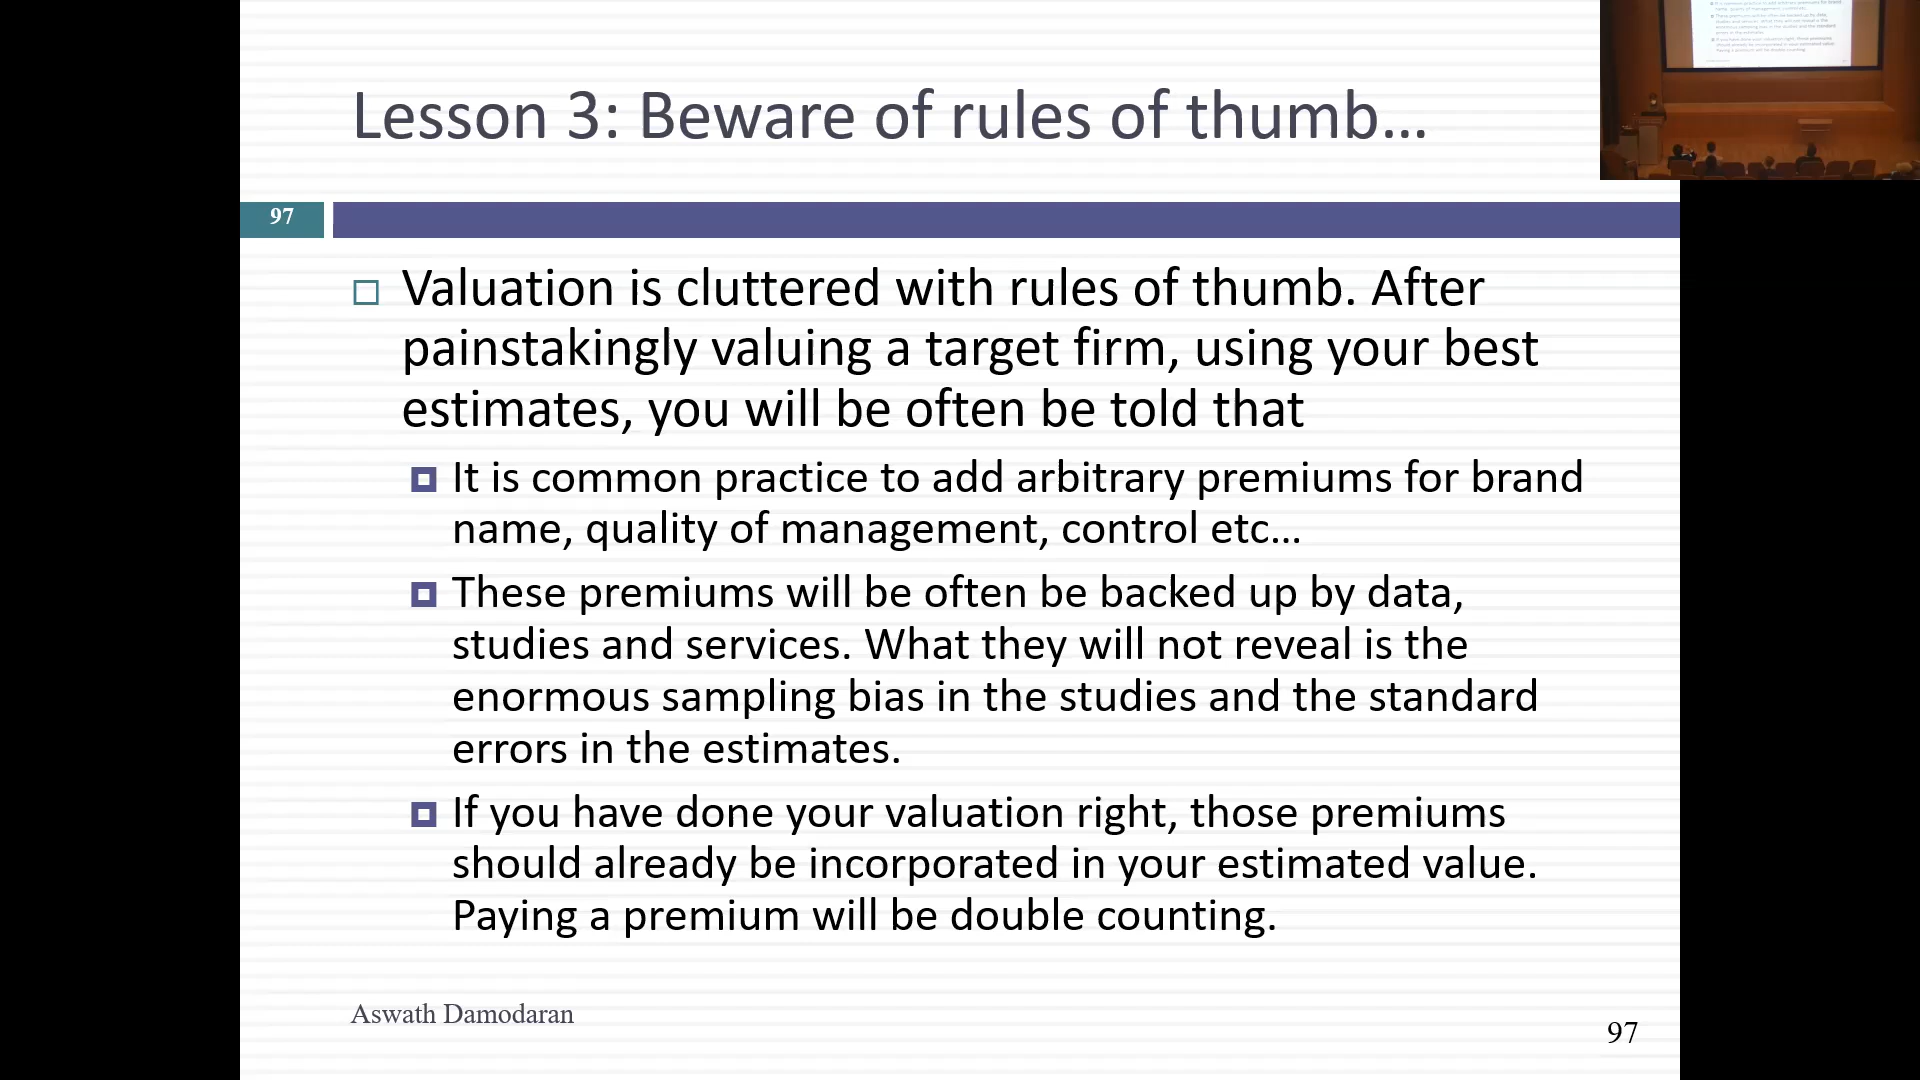 Lesson 3: Beware of rules of thumb…
97
Valuation is cluttered with rules of thumb. After
painstakingly valuing a target firm, using your best
estimates, you will be often be told that
It is common practice to add arbitrary premiums for brand
name, quality of management, control etc…
These premiums will be often be backed up by data,
studies and services. What they will not reveal is the
enormous sampling bias in the studies and the standard
errors in the estimates.
If you have done your valuation right, those premiums
should already be incorporated in your estimated value.
Paying a premium will be double counting.
Aswath Damodaran
97